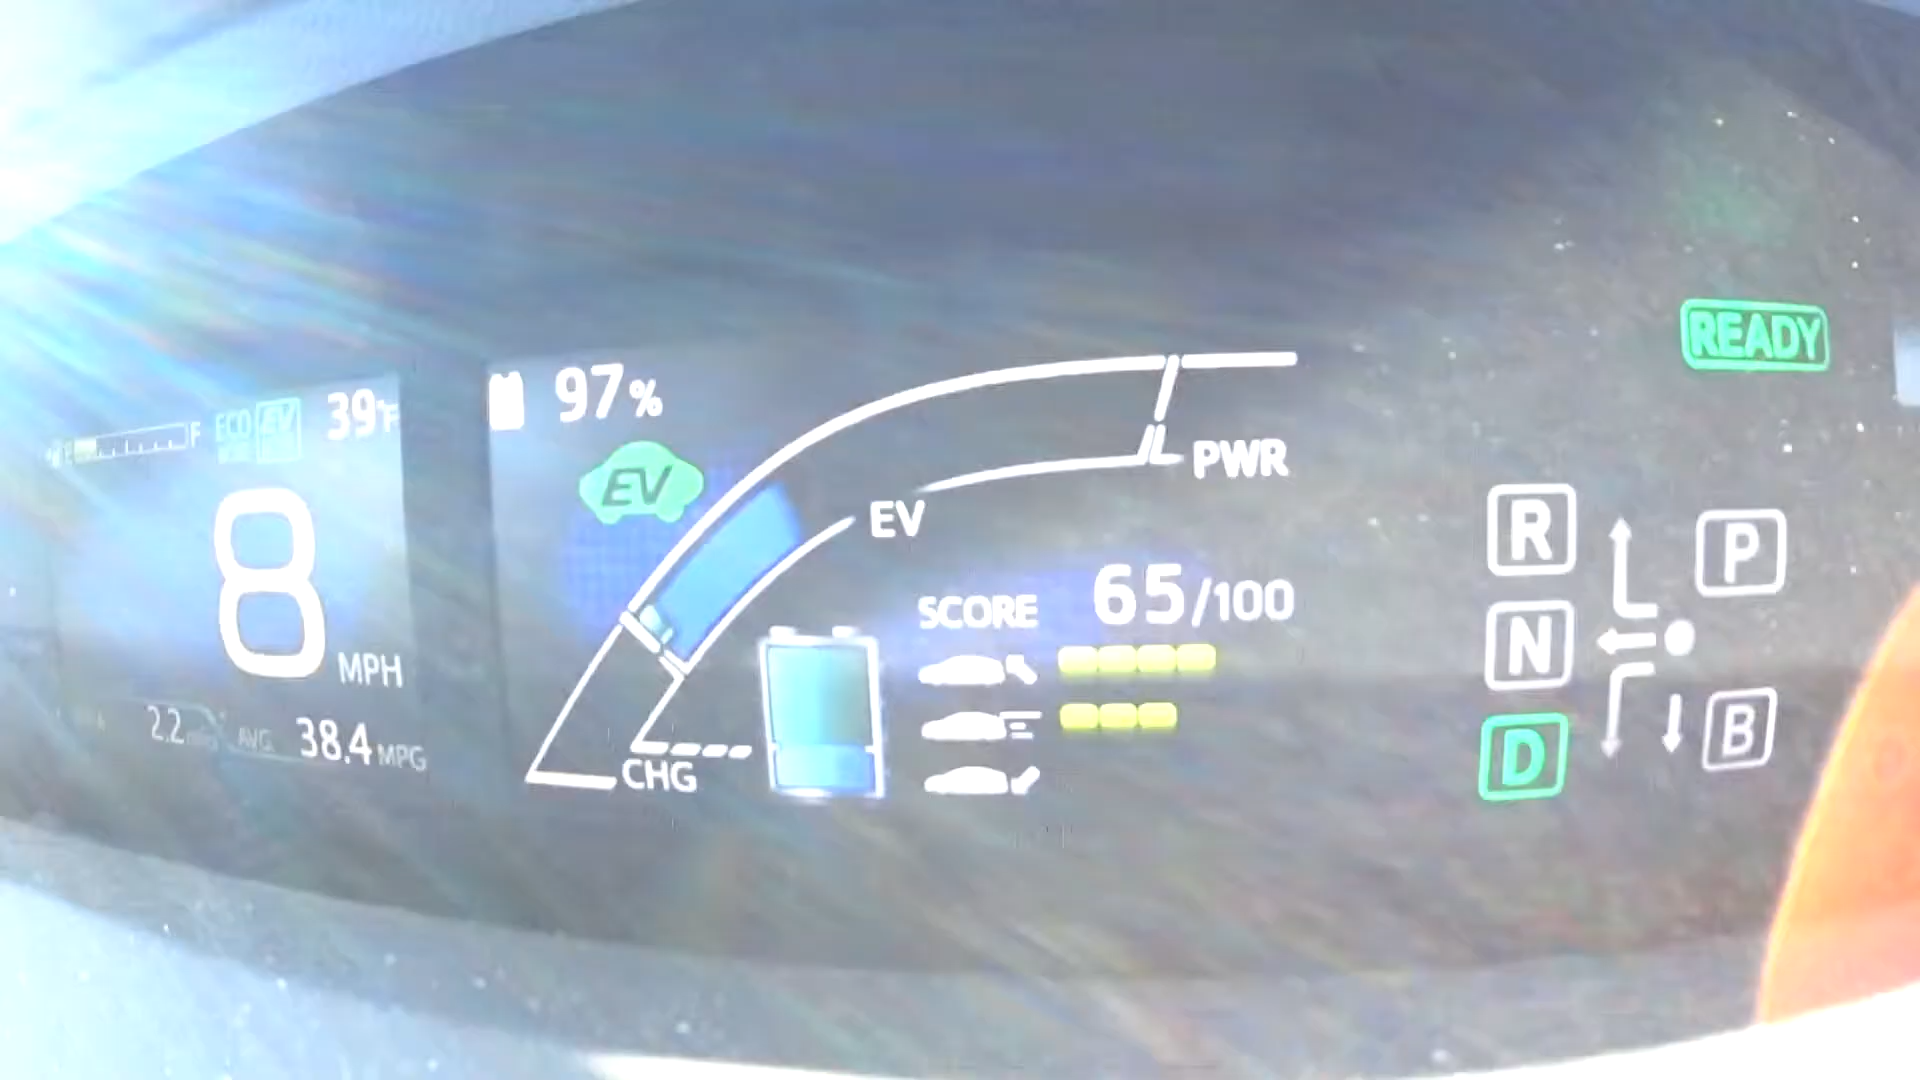 F ECO EV 39°F
8
MPH
2.2 AVG. 38.4 MPG
97%
EV
PWR
EV
CHG
SCORE 65/100
READY
R P
N
D B